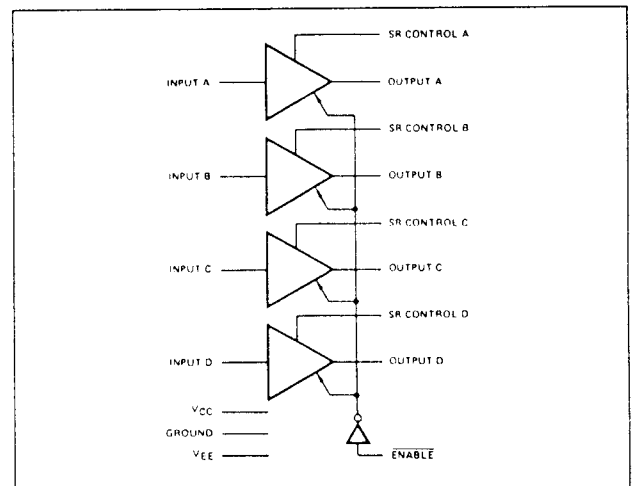 SR CONTROL A
INPUT A OUTPUT A
SR CONTROL B
INPUT B OUTPUT B
SR CONTROL C
INPUT C OUTPUT C
SR CONTROL D
INPUT D OUTPUT D
VCC
GROUND
VEE ENABLE